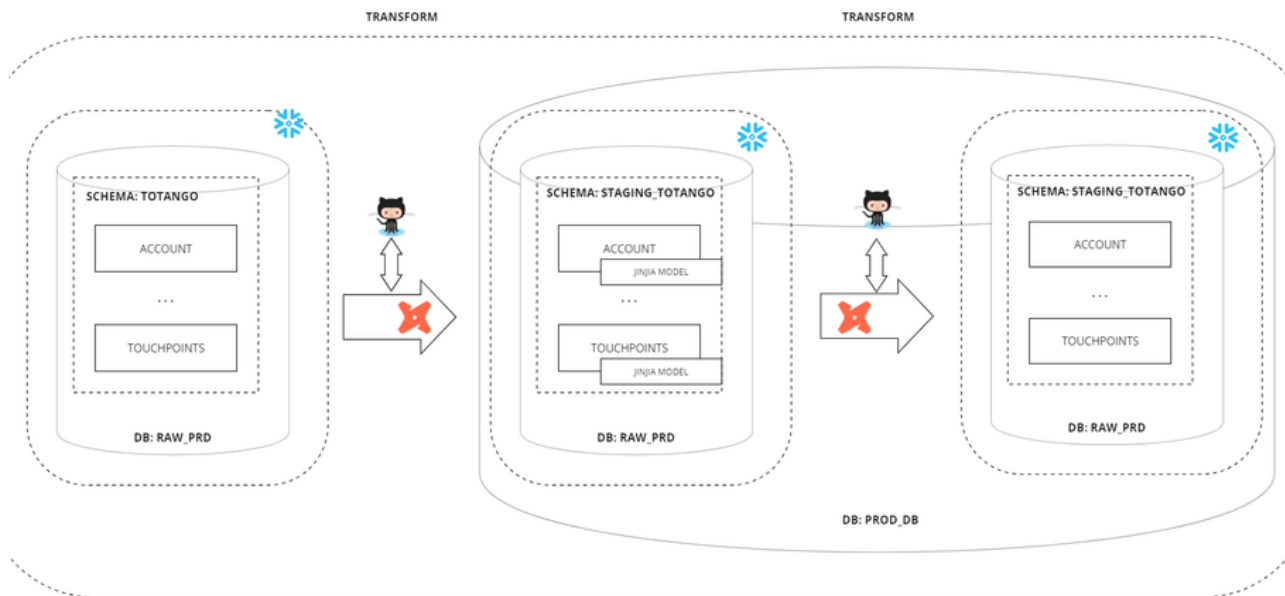 TRANSFORM
TRANSFORM
SCHEMA: TOTANGO
ACCOUNT
...
TOUCHPOINTS
DB: RAW_PRD
SCHEMA: STAGING_TOTANGO
ACCOUNT
JINJIA MODEL
...
TOUCHPOINTS
JINJIA MODEL
DB: RAW_PRD
SCHEMA: STAGING_TOTANGO
ACCOUNT
...
TOUCHPOINTS
DB: RAW_PRD
DB: PROD_DB